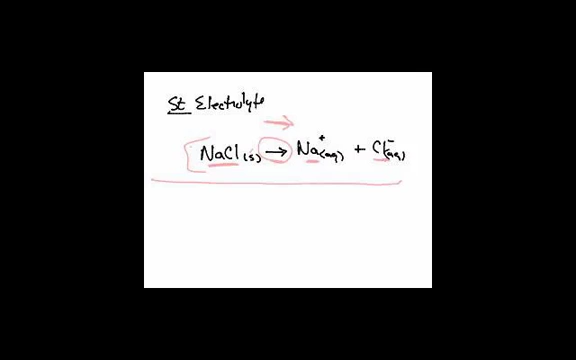 St Electrolyte
NaCl(s) → Na⁺(aq) + Cl⁻(aq)